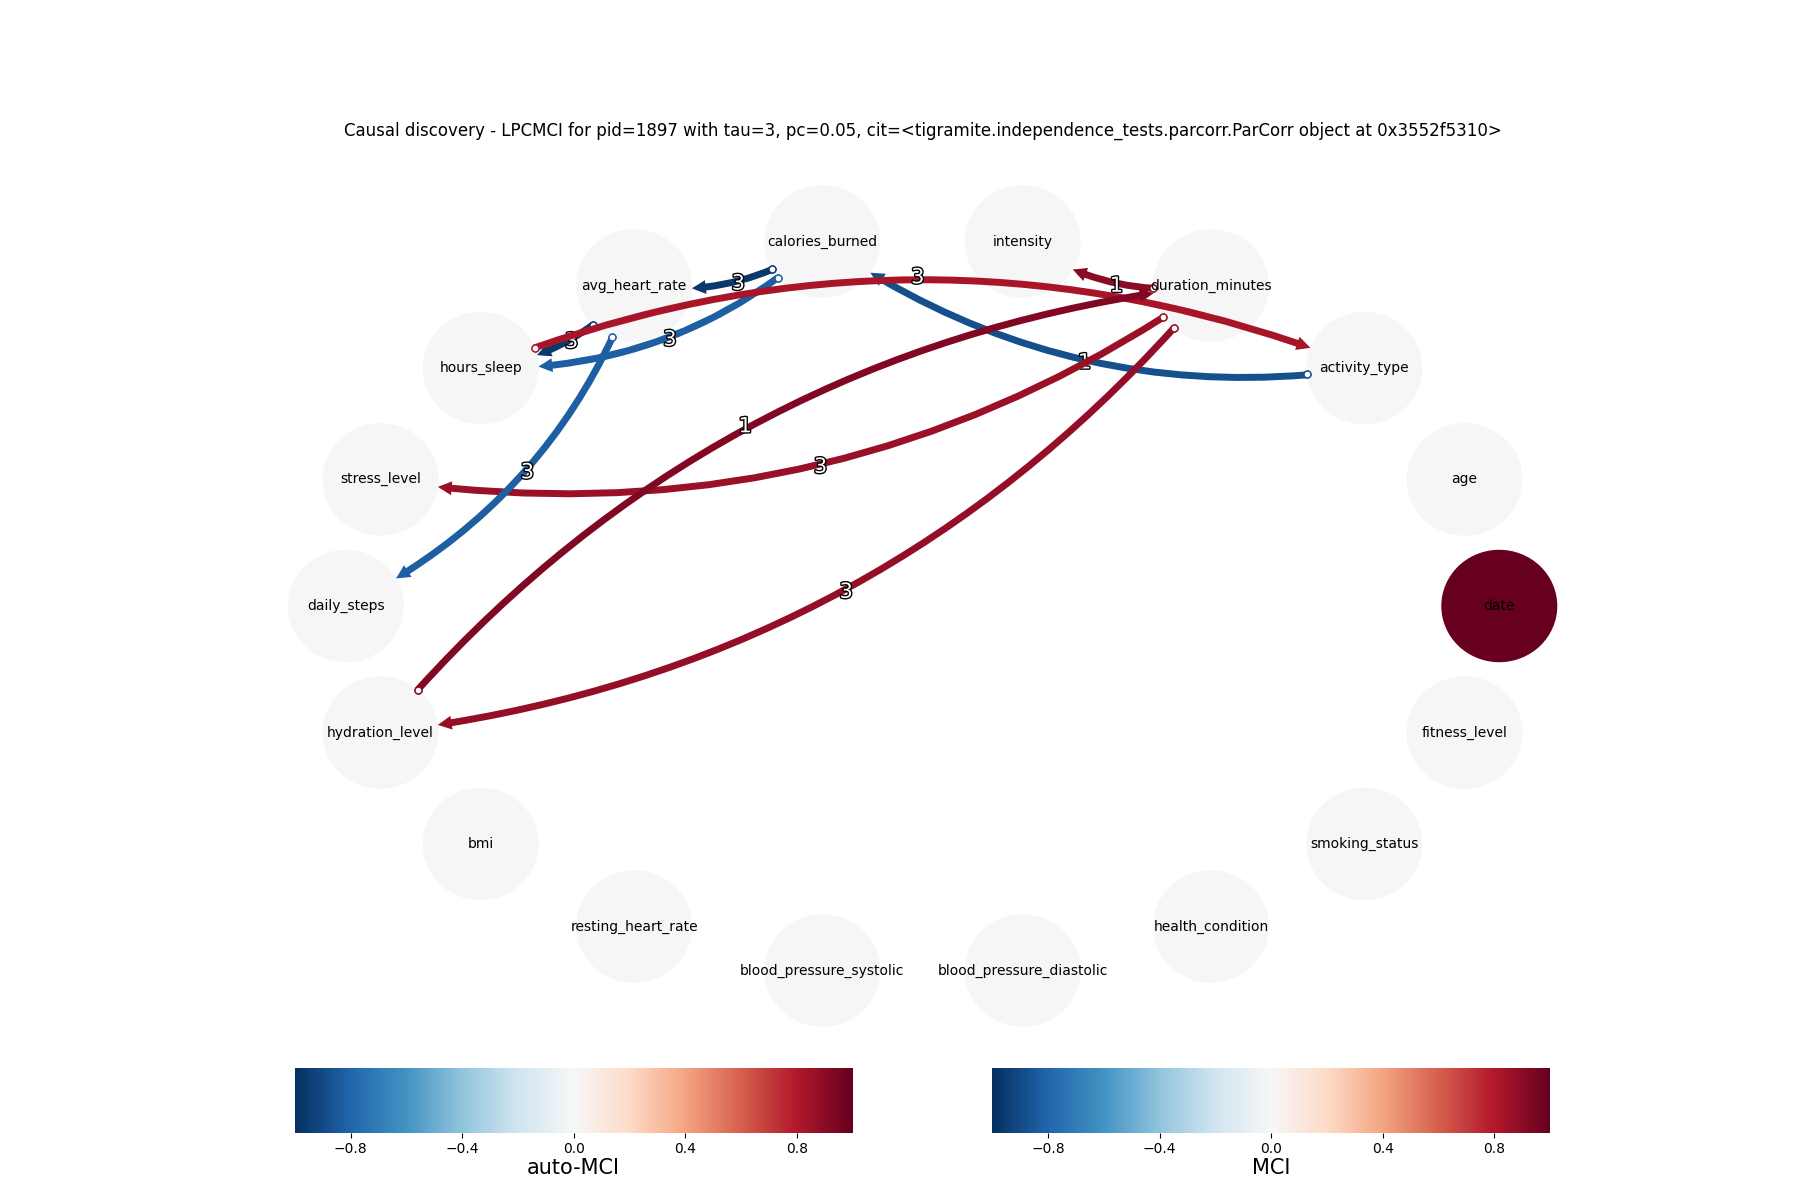 Causal discovery - LPCMCI for pid=1897 with tau=3, pc=0.05, cit=<tigramite.independence_tests.parcorr.ParCorr object at 0x3552f5310>
calories_burned
intensity
avg_heart_rate
3
3
1
duration_minutes
3
3
hours_sleep
1
activity_type
1
3
3
stress_level
age
3
daily_steps
date
hydration_level
fitness_level
bmi
smoking_status
resting_heart_rate
health_condition
blood_pressure_systolic
blood_pressure_diastolic
−0.8 −0.4 0.0 0.4 0.8
auto-MCI
−0.8 −0.4 0.0 0.4 0.8
MCI